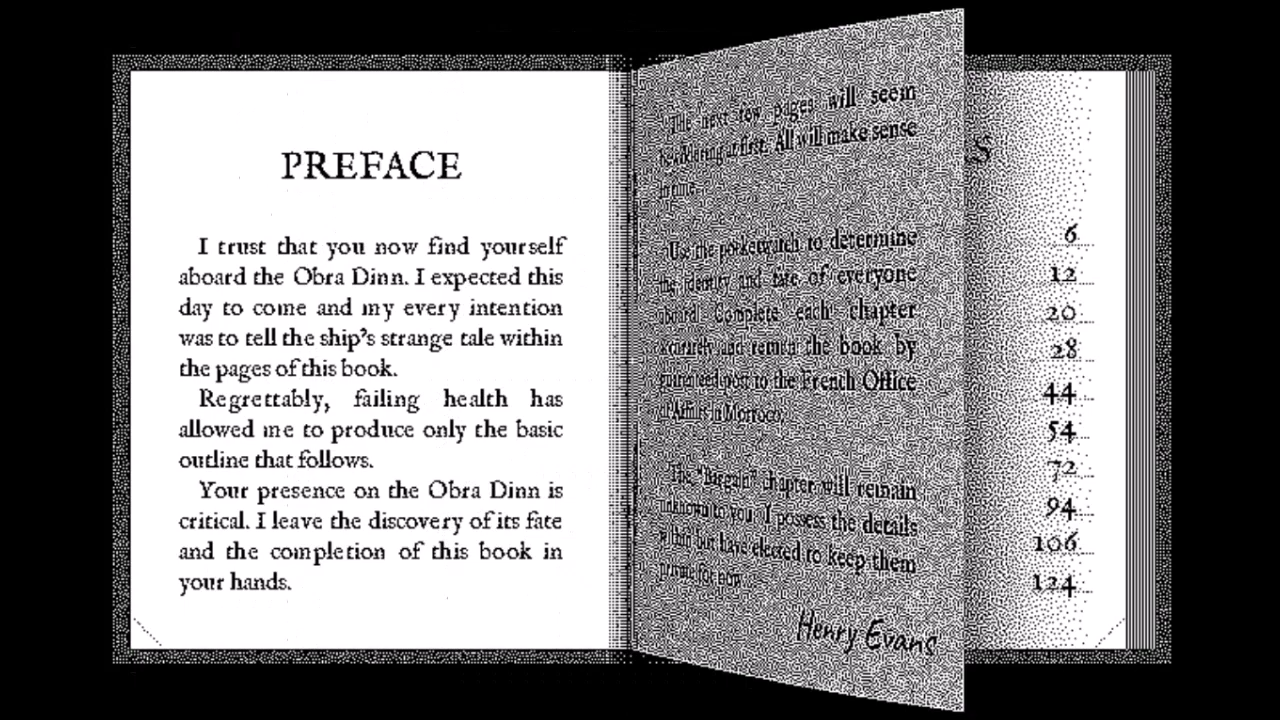 PREFACE
I trust that you now find yourself
aboard the Obra Dinn. I expected this
day to come and my every intention
was to tell the ship's strange tale within
the pages of this book.
Regrettably, failing health has
allowed me to produce only the basic
outline that follows.
Your presence on the Obra Dinn is
critical. I leave the discovery of its fate
and the completion of this book in
your hands.
The next few pages will seem
bewildering at first. All will make sense
in time.
Use the pocketwatch to determine
the identity and fate of everyone
aboard. Complete each chapter
accurately and return the book by
guaranteed post to the French Office
of Affairs in Morroco.
The "Bargain" chapter will remain
unknown to you. I possess the details
within but have elected to keep them
private for now.
Henry Evans
S
6
12
20
28
44
54
72
94
106
124